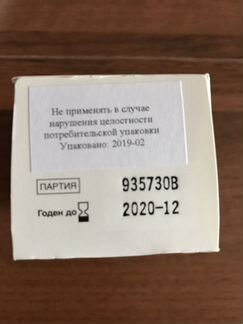 Не применять в случае
нарушения целостности
потребительской упаковки
Упаковано: 2019-02
ПАРТИЯ 935730B
Годен до 2020-12